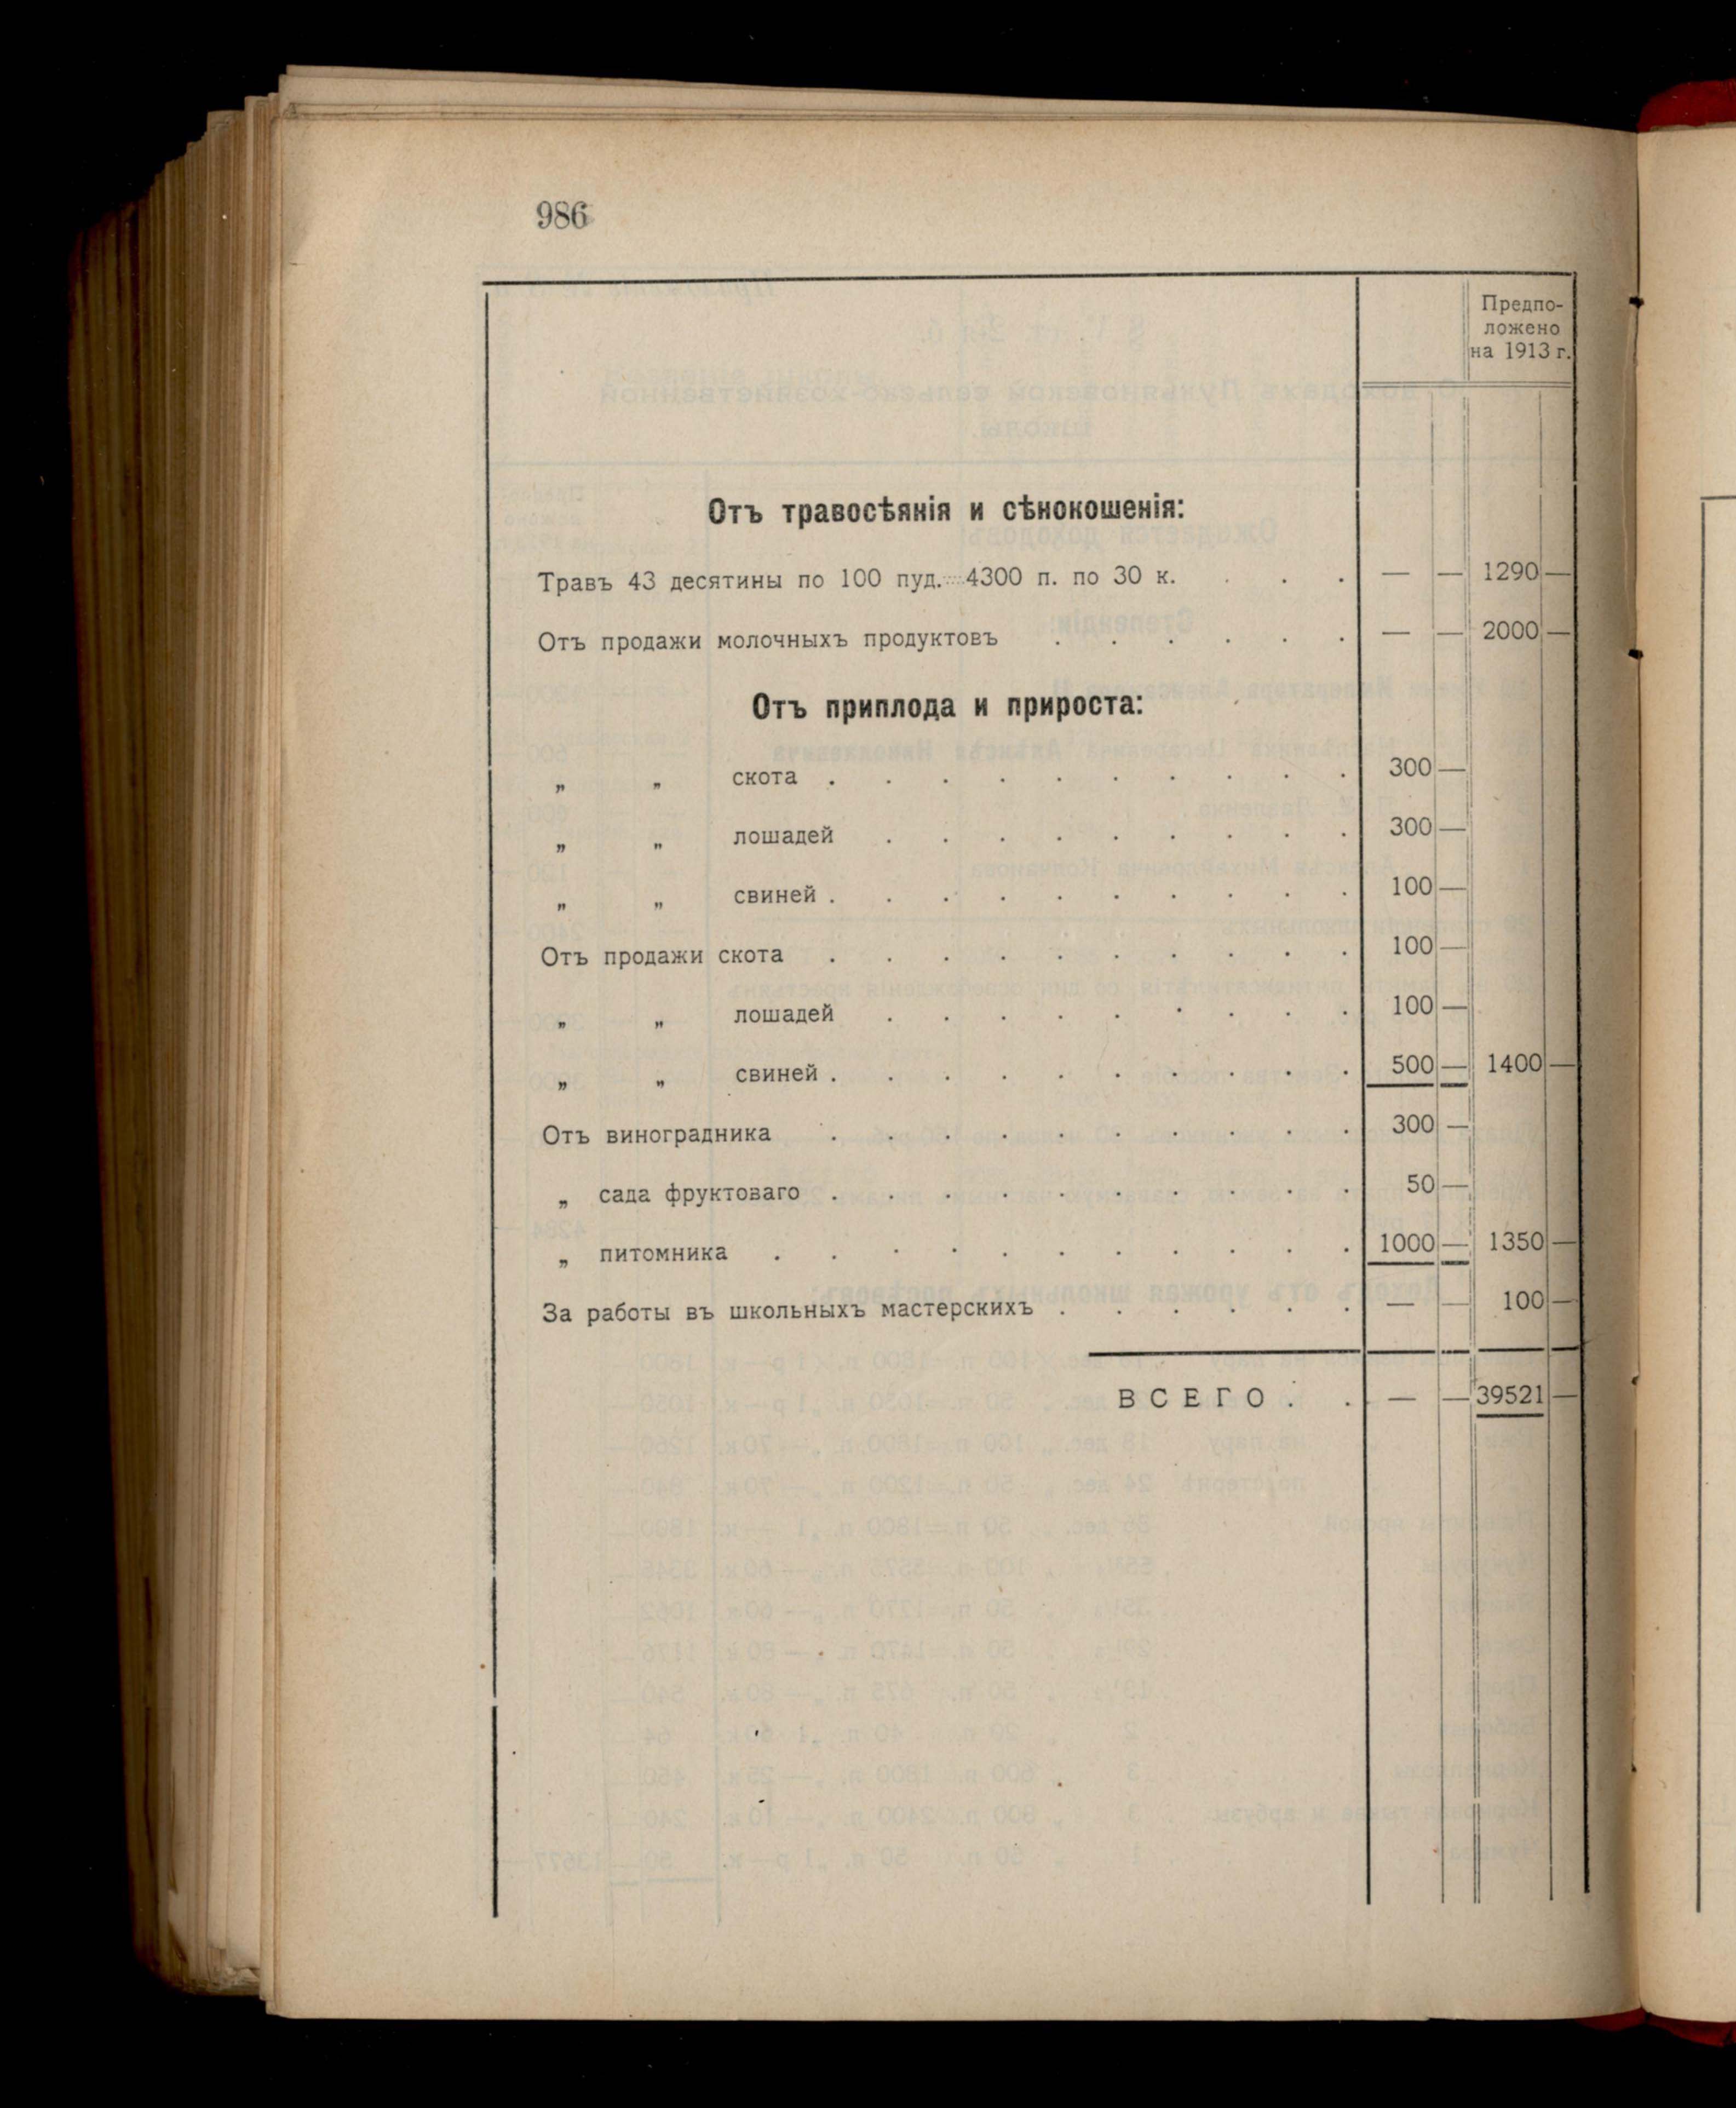 986
Предпо-
ложено
на 1913 г.
Отъ травосѣянія и сѣнокошенія:
Травъ 43 десятины по 100 пуд. 4300 п. по 30 к. . . . — — 1290 —
Отъ продажи молочныхъ продуктовъ . . . . . . — — 2000 —
Отъ приплода и прироста:
„ „ скота . . . . . . . . . . 300 —
„ „ лошадей . . . . . . . . . 300 —
„ „ свиней . . . . . . . . . . 100 —
Отъ продажи скота . . . . . . . . . . 100 —
„ „ лошадей . . . . . . . . . 100 —
„ „ свиней . . . . . . . . . . 500 — 1400 —
Отъ виноградника . . . . . . . . . . 300 —
„ сада фруктоваго . . . . . . . . . . 50 —
„ питомника . . . . . . . . . . . 1000 — 1350 —
За работы въ школьныхъ мастерскихъ . . . . . . — — 100 —
ВСЕГО . . — — 39521 —